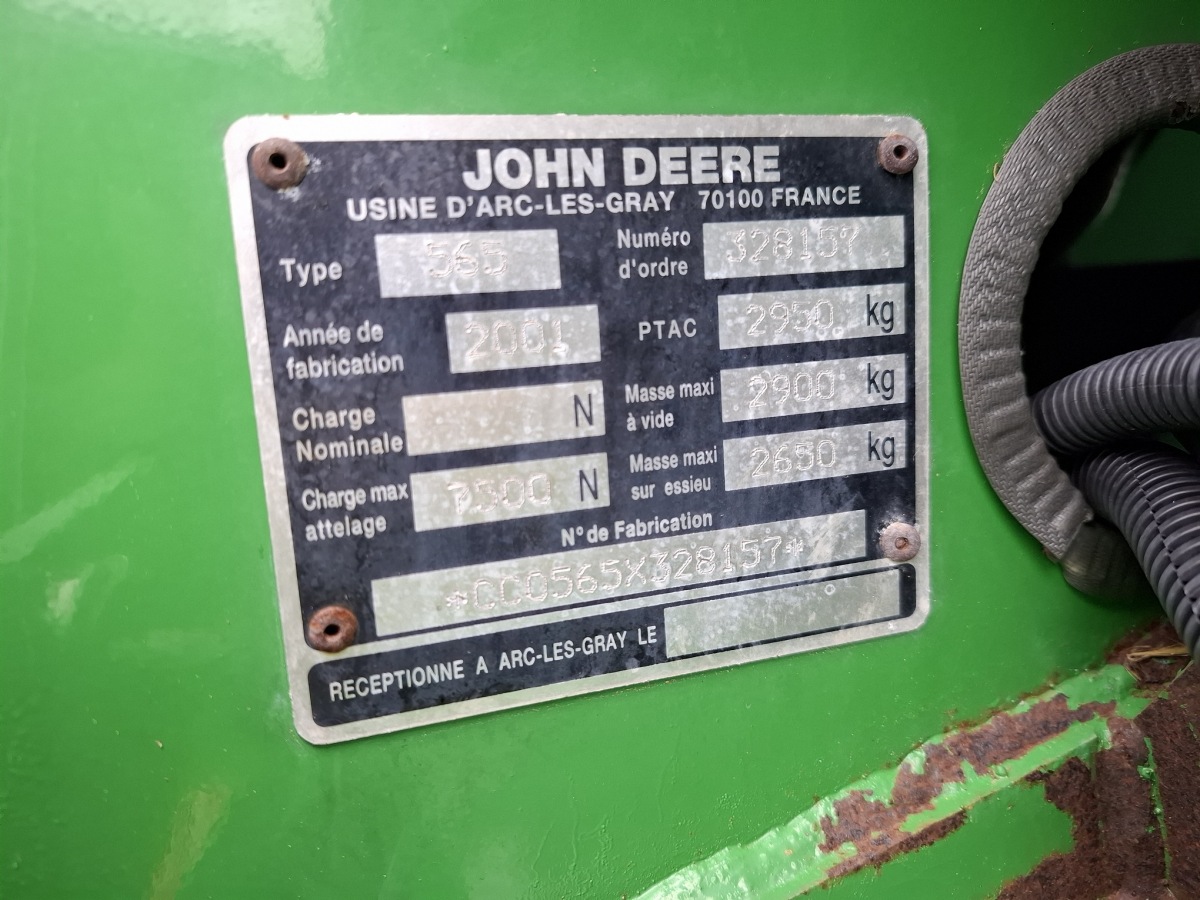 JOHN DEERE
USINE D'ARC-LES-GRAY 70100 FRANCE
Type 565
Numéro d'ordre 328157
Année de fabrication 2001
PTAC 2950 kg
Charge Nominale N
Masse maxi à vide 2900 kg
Charge max attelage 7500 N
Masse maxi sur essieu 2650 kg
N° de Fabrication
*CC0565X328157*
RECEPTIONNE A ARC-LES-GRAY LE